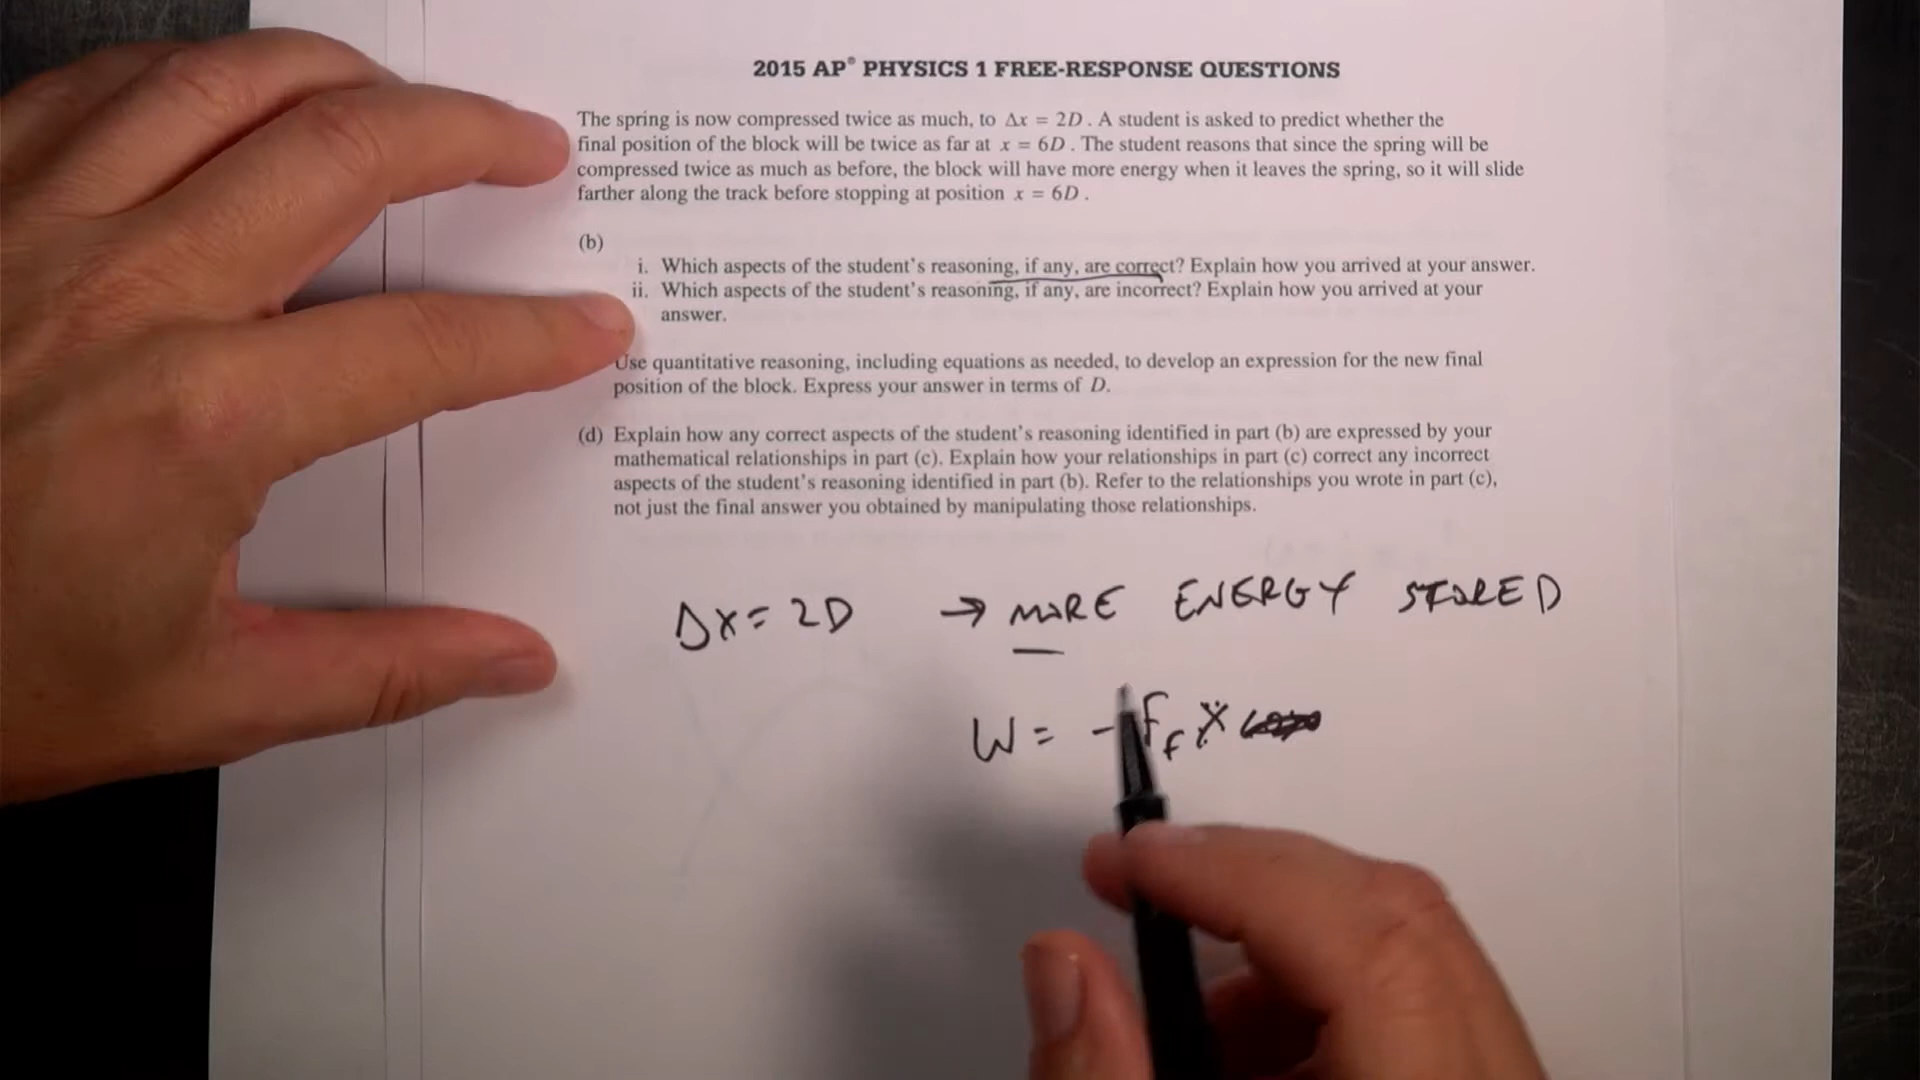 2015 AP® PHYSICS 1 FREE-RESPONSE QUESTIONS
The spring is now compressed twice as much, to Δx = 2D. A student is asked to predict whether the
final position of the block will be twice as far at x = 6D. The student reasons that since the spring will be
compressed twice as much as before, the block will have more energy when it leaves the spring, so it will slide
farther along the track before stopping at position x = 6D.
(b)
i. Which aspects of the student's reasoning, if any, are correct? Explain how you arrived at your answer.
ii. Which aspects of the student's reasoning, if any, are incorrect? Explain how you arrived at your
answer.
Use quantitative reasoning, including equations as needed, to develop an expression for the new final
position of the block. Express your answer in terms of D.
(d) Explain how any correct aspects of the student's reasoning identified in part (b) are expressed by your
mathematical relationships in part (c). Explain how your relationships in part (c) correct any incorrect
aspects of the student's reasoning identified in part (b). Refer to the relationships you wrote in part (c),
not just the final answer you obtained by manipulating those relationships.
Δx = 2D → MORE ENERGY STORED
W = -F_F x